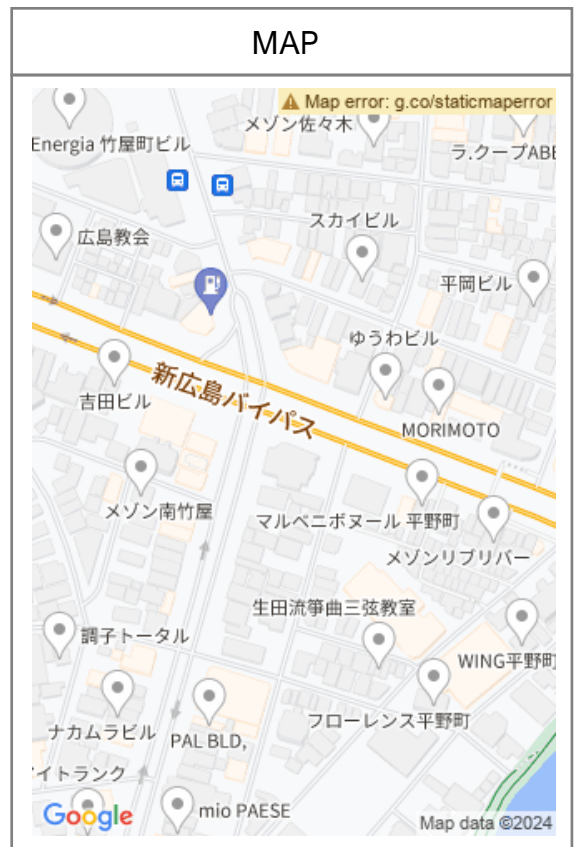 MAP
Map error: g.co/staticmaperror
メゾン佐々木
Energia 竹屋町ビル
ラ.クープABE
スカイビル
広島教会
平岡ビル
ゆうわビル
新広島バイパス
吉田ビル
MORIMOTO
メゾン南竹屋
マルベニボヌール 平野町
メゾンリブリバー
生田流箏曲三弦教室
調子トータル
WING平野町
フローレンス平野町
ナカムラビル
PAL BLD,
イトランク
mio PAESE
Google
Map data ©2024